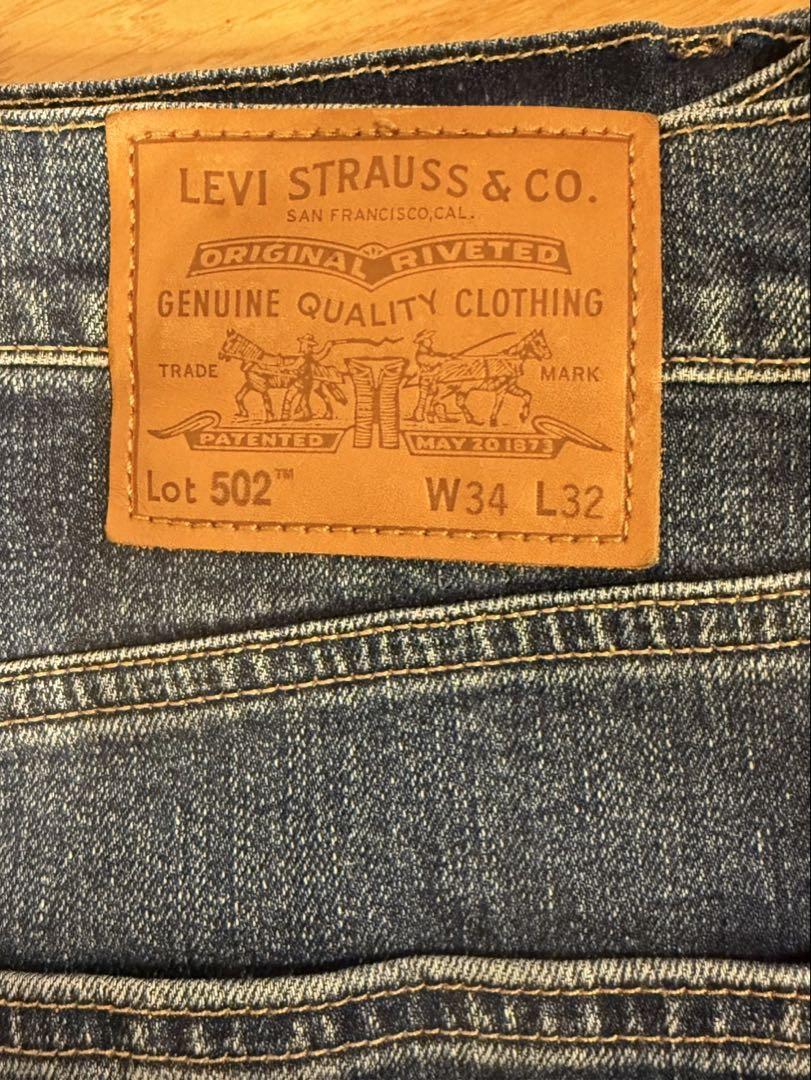 LEVI STRAUSS & CO.
SAN FRANCISCO,CAL.
ORIGINAL RIVETED
GENUINE QUALITY CLOTHING
TRADE MARK
PATENTED MAY 20 1873
Lot 502™ W34 L32